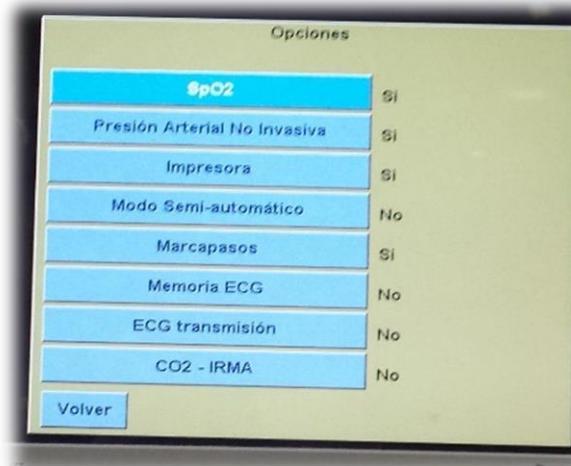 Opciones
SpO2 Si
Presión Arterial No Invasiva Si
Impresora Si
Modo Semi-automático No
Marcapasos Si
Memoria ECG No
ECG transmisión No
CO2 - IRMA No
Volver